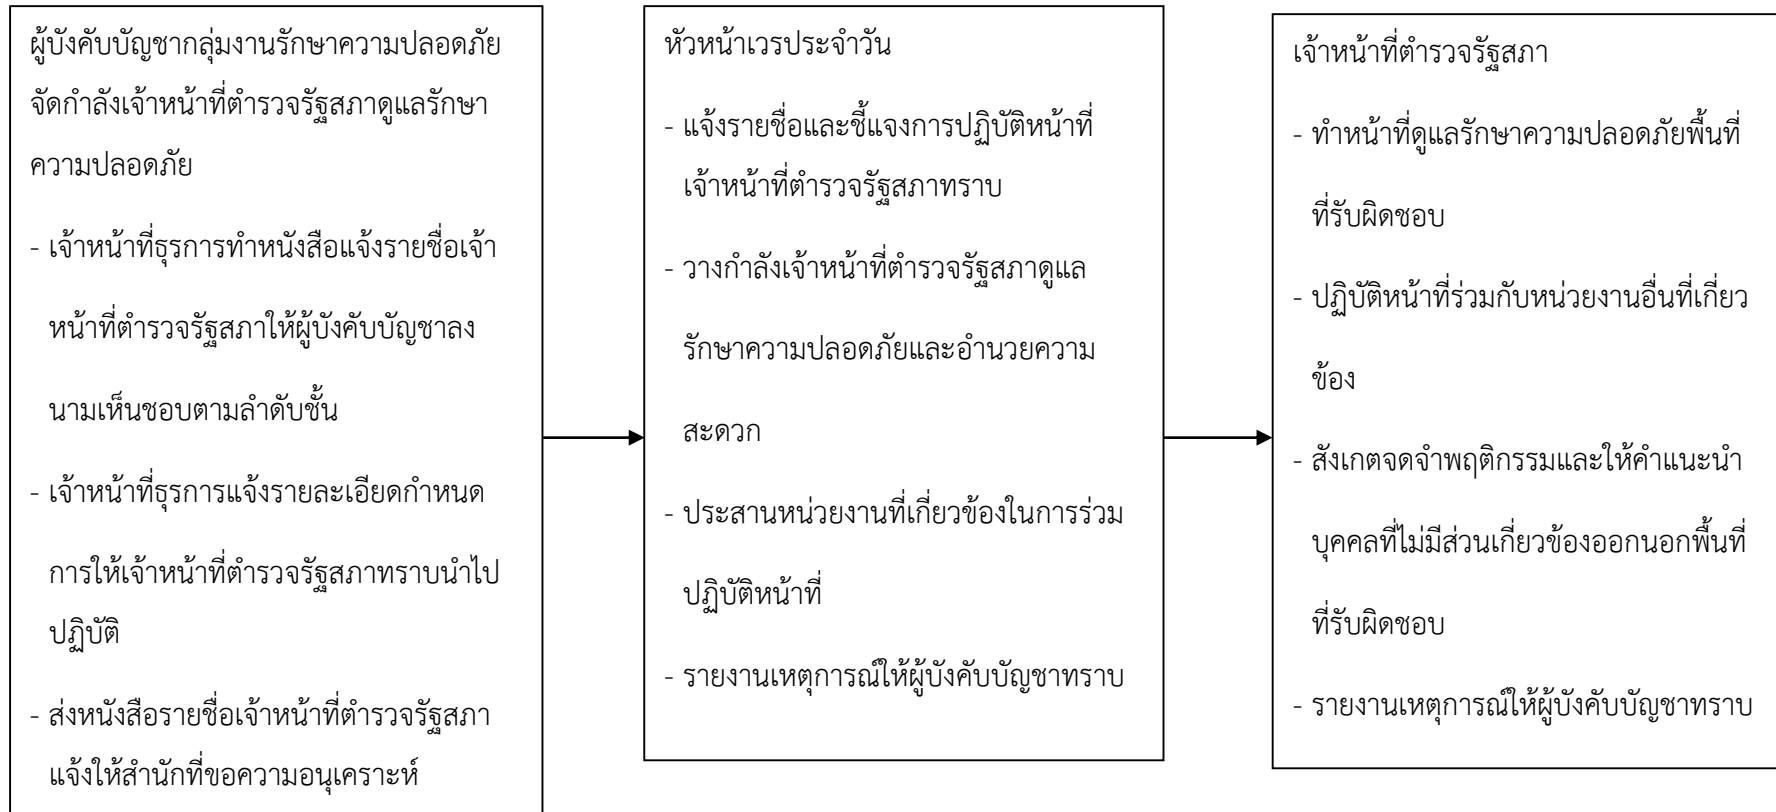 ผู้บังคับบัญชากลุ่มงานรักษาความปลอดภัย
จัดกำลังเจ้าหน้าที่ตำรวจรัฐสภาดูแลรักษา
ความปลอดภัย
- เจ้าหน้าที่ธุรการทำหนังสือแจ้งรายชื่อเจ้า
หน้าที่ตำรวจรัฐสภาให้ผู้บังคับบัญชาลง
นามเห็นชอบตามลำดับชั้น
- เจ้าหน้าที่ธุรการแจ้งรายละเอียดกำหนด
การให้เจ้าหน้าที่ตำรวจรัฐสภาทราบนำไป
ปฏิบัติ
- ส่งหนังสือรายชื่อเจ้าหน้าที่ตำรวจรัฐสภา
แจ้งให้สำนักที่ขอความอนุเคราะห์
หัวหน้าเวรประจำวัน
- แจ้งรายชื่อและชี้แจงการปฏิบัติหน้าที่
เจ้าหน้าที่ตำรวจรัฐสภาทราบ
- วางกำลังเจ้าหน้าที่ตำรวจรัฐสภาดูแล
รักษาความปลอดภัยและอำนวยความ
สะดวก
- ประสานหน่วยงานที่เกี่ยวข้องในการร่วม
ปฏิบัติหน้าที่
- รายงานเหตุการณ์ให้ผู้บังคับบัญชาทราบ
เจ้าหน้าที่ตำรวจรัฐสภา
- ทำหน้าที่ดูแลรักษาความปลอดภัยพื้นที่
ที่รับผิดชอบ
- ปฏิบัติหน้าที่ร่วมกับหน่วยงานอื่นที่เกี่ยว
ข้อง
- สังเกตจดจำพฤติกรรมและให้คำแนะนำ
บุคคลที่ไม่มีส่วนเกี่ยวข้องออกนอกพื้นที่
ที่รับผิดชอบ
- รายงานเหตุการณ์ให้ผู้บังคับบัญชาทราบ